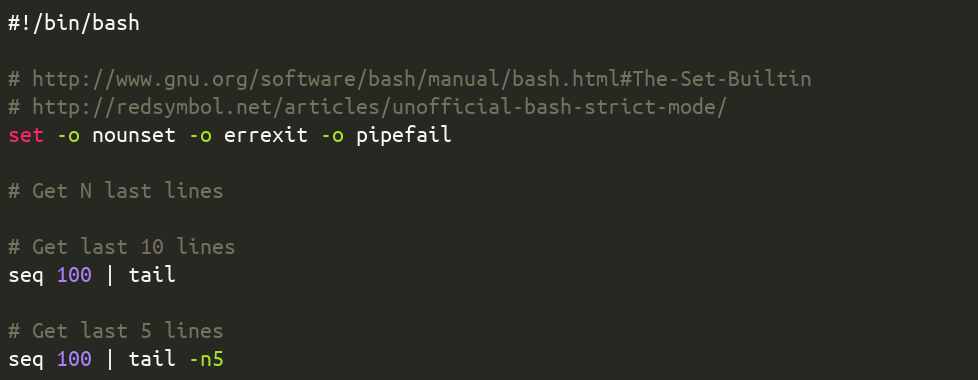 #!/bin/bash
# http://www.gnu.org/software/bash/manual/bash.html#The-Set-Builtin
# http://redsymbol.net/articles/unofficial-bash-strict-mode/
set -o nounset -o errexit -o pipefail
# Get N last lines
# Get last 10 lines
seq 100 | tail
# Get last 5 lines
seq 100 | tail -n5